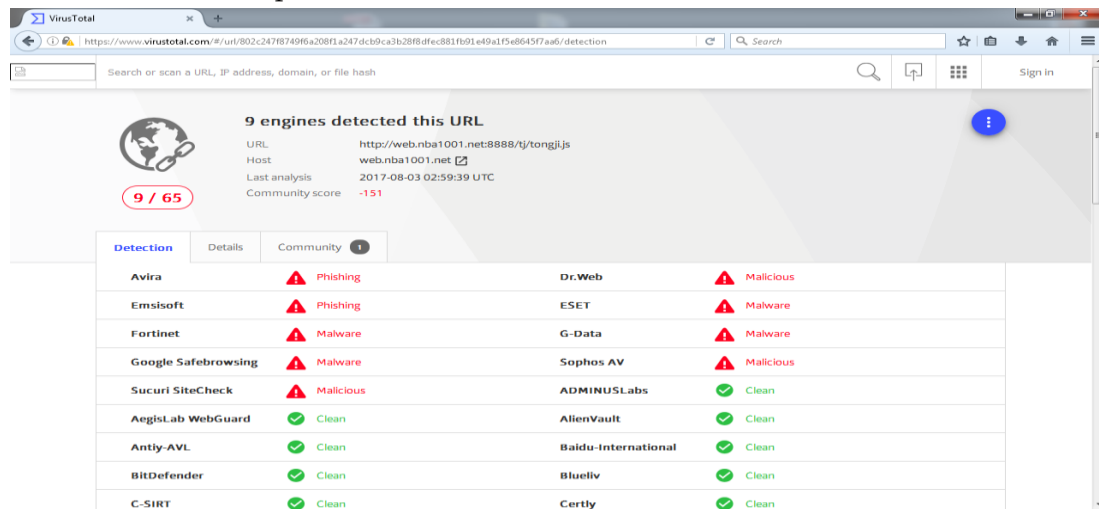 VirusTotal
https://www.virustotal.com/#/url/802c247f8749f6a208f1a247dcb9ca3b28f8dfec881fb91e49a1f5e8645f7aa6/detection
Search
Search or scan a URL, IP address, domain, or file hash
Sign in
9 engines detected this URL
URL http://web.nba1001.net:8888/tj/tongji.js
Host web.nba1001.net
Last analysis 2017-08-03 02:59:39 UTC
Community score -151
9 / 65
Detection Details Community 1
Avira Phishing Dr.Web Malicious
Emsisoft Phishing ESET Malware
Fortinet Malware G-Data Malware
Google Safebrowsing Malware Sophos AV Malicious
Sucuri SiteCheck Malicious ADMINUSLabs Clean
AegisLab WebGuard Clean AlienVault Clean
Antiy-AVL Clean Baidu-International Clean
BitDefender Clean Blueliv Clean
C-SIRT Clean Certly Clean